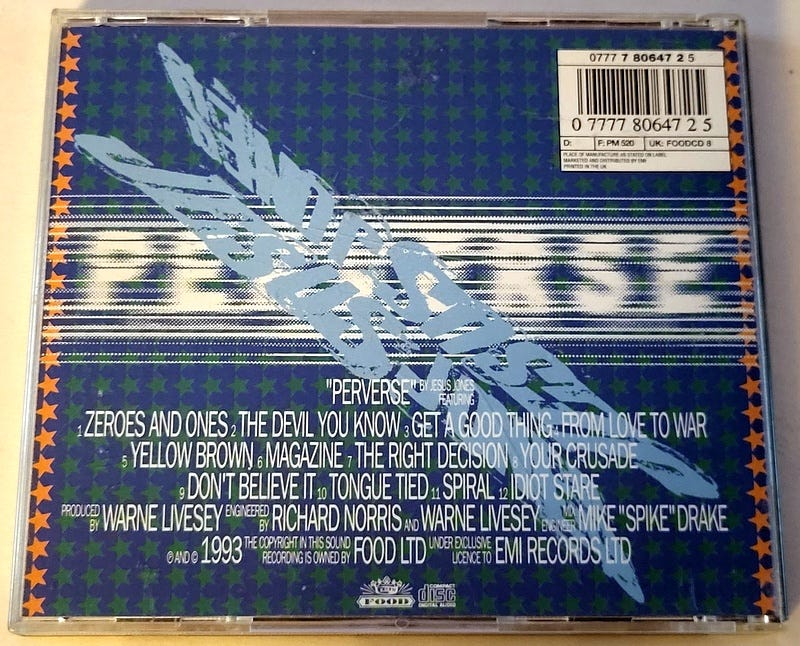 0777 7 80647 2 5
0 7777 80647 2 5
D: F: PM 520 UK: FOODCD 8
PLACE OF MANUFACTURE AS STATED ON LABEL
MARKETED AND DISTRIBUTED BY EMI
PRINTED IN THE UK
JESUS JONES
JESUS JONES
PERVERSE
"PERVERSE" BY JESUS JONES FEATURING
1 ZEROES AND ONES 2 THE DEVIL YOU KNOW 3 GET A GOOD THING 4 FROM LOVE TO WAR
5 YELLOW BROWN 6 MAGAZINE 7 THE RIGHT DECISION 8 YOUR CRUSADE
9 DON'T BELIEVE IT 10 TONGUE TIED 11 SPIRAL 12 IDIOT STARE
PRODUCED BY WARNE LIVESEY ENGINEERED BY RICHARD NORRIS AND WARNE LIVESEY MIX ENGINEER MIKE "SPIKE" DRAKE
℗ AND © 1993 THE COPYRIGHT IN THIS SOUND RECORDING IS OWNED BY FOOD LTD UNDER EXCLUSIVE LICENCE TO EMI RECORDS LTD
FOOD
COMPACT
disc
DIGITAL AUDIO